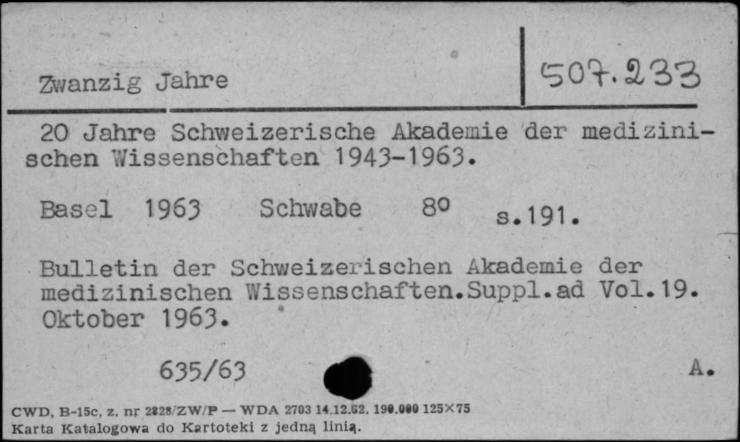 Zwanzig Jahre
507.233
20 Jahre Schweizerische Akademie der medizini-
schen Wissenschaften 1943-1963.
Basel 1963 Schwabe 8º s.191.
Bulletin der Schweizerischen Akademie der
medizinischen Wissenschaften.Suppl.ad Vol.19.
Oktober 1963.
635/63 A.
CWD, B-15c, z. nr 2828/ZW/P — WDA 2703 14.12.62. 190.000 125×75
Karta Katalogowa do Kartoteki z jedną linią.